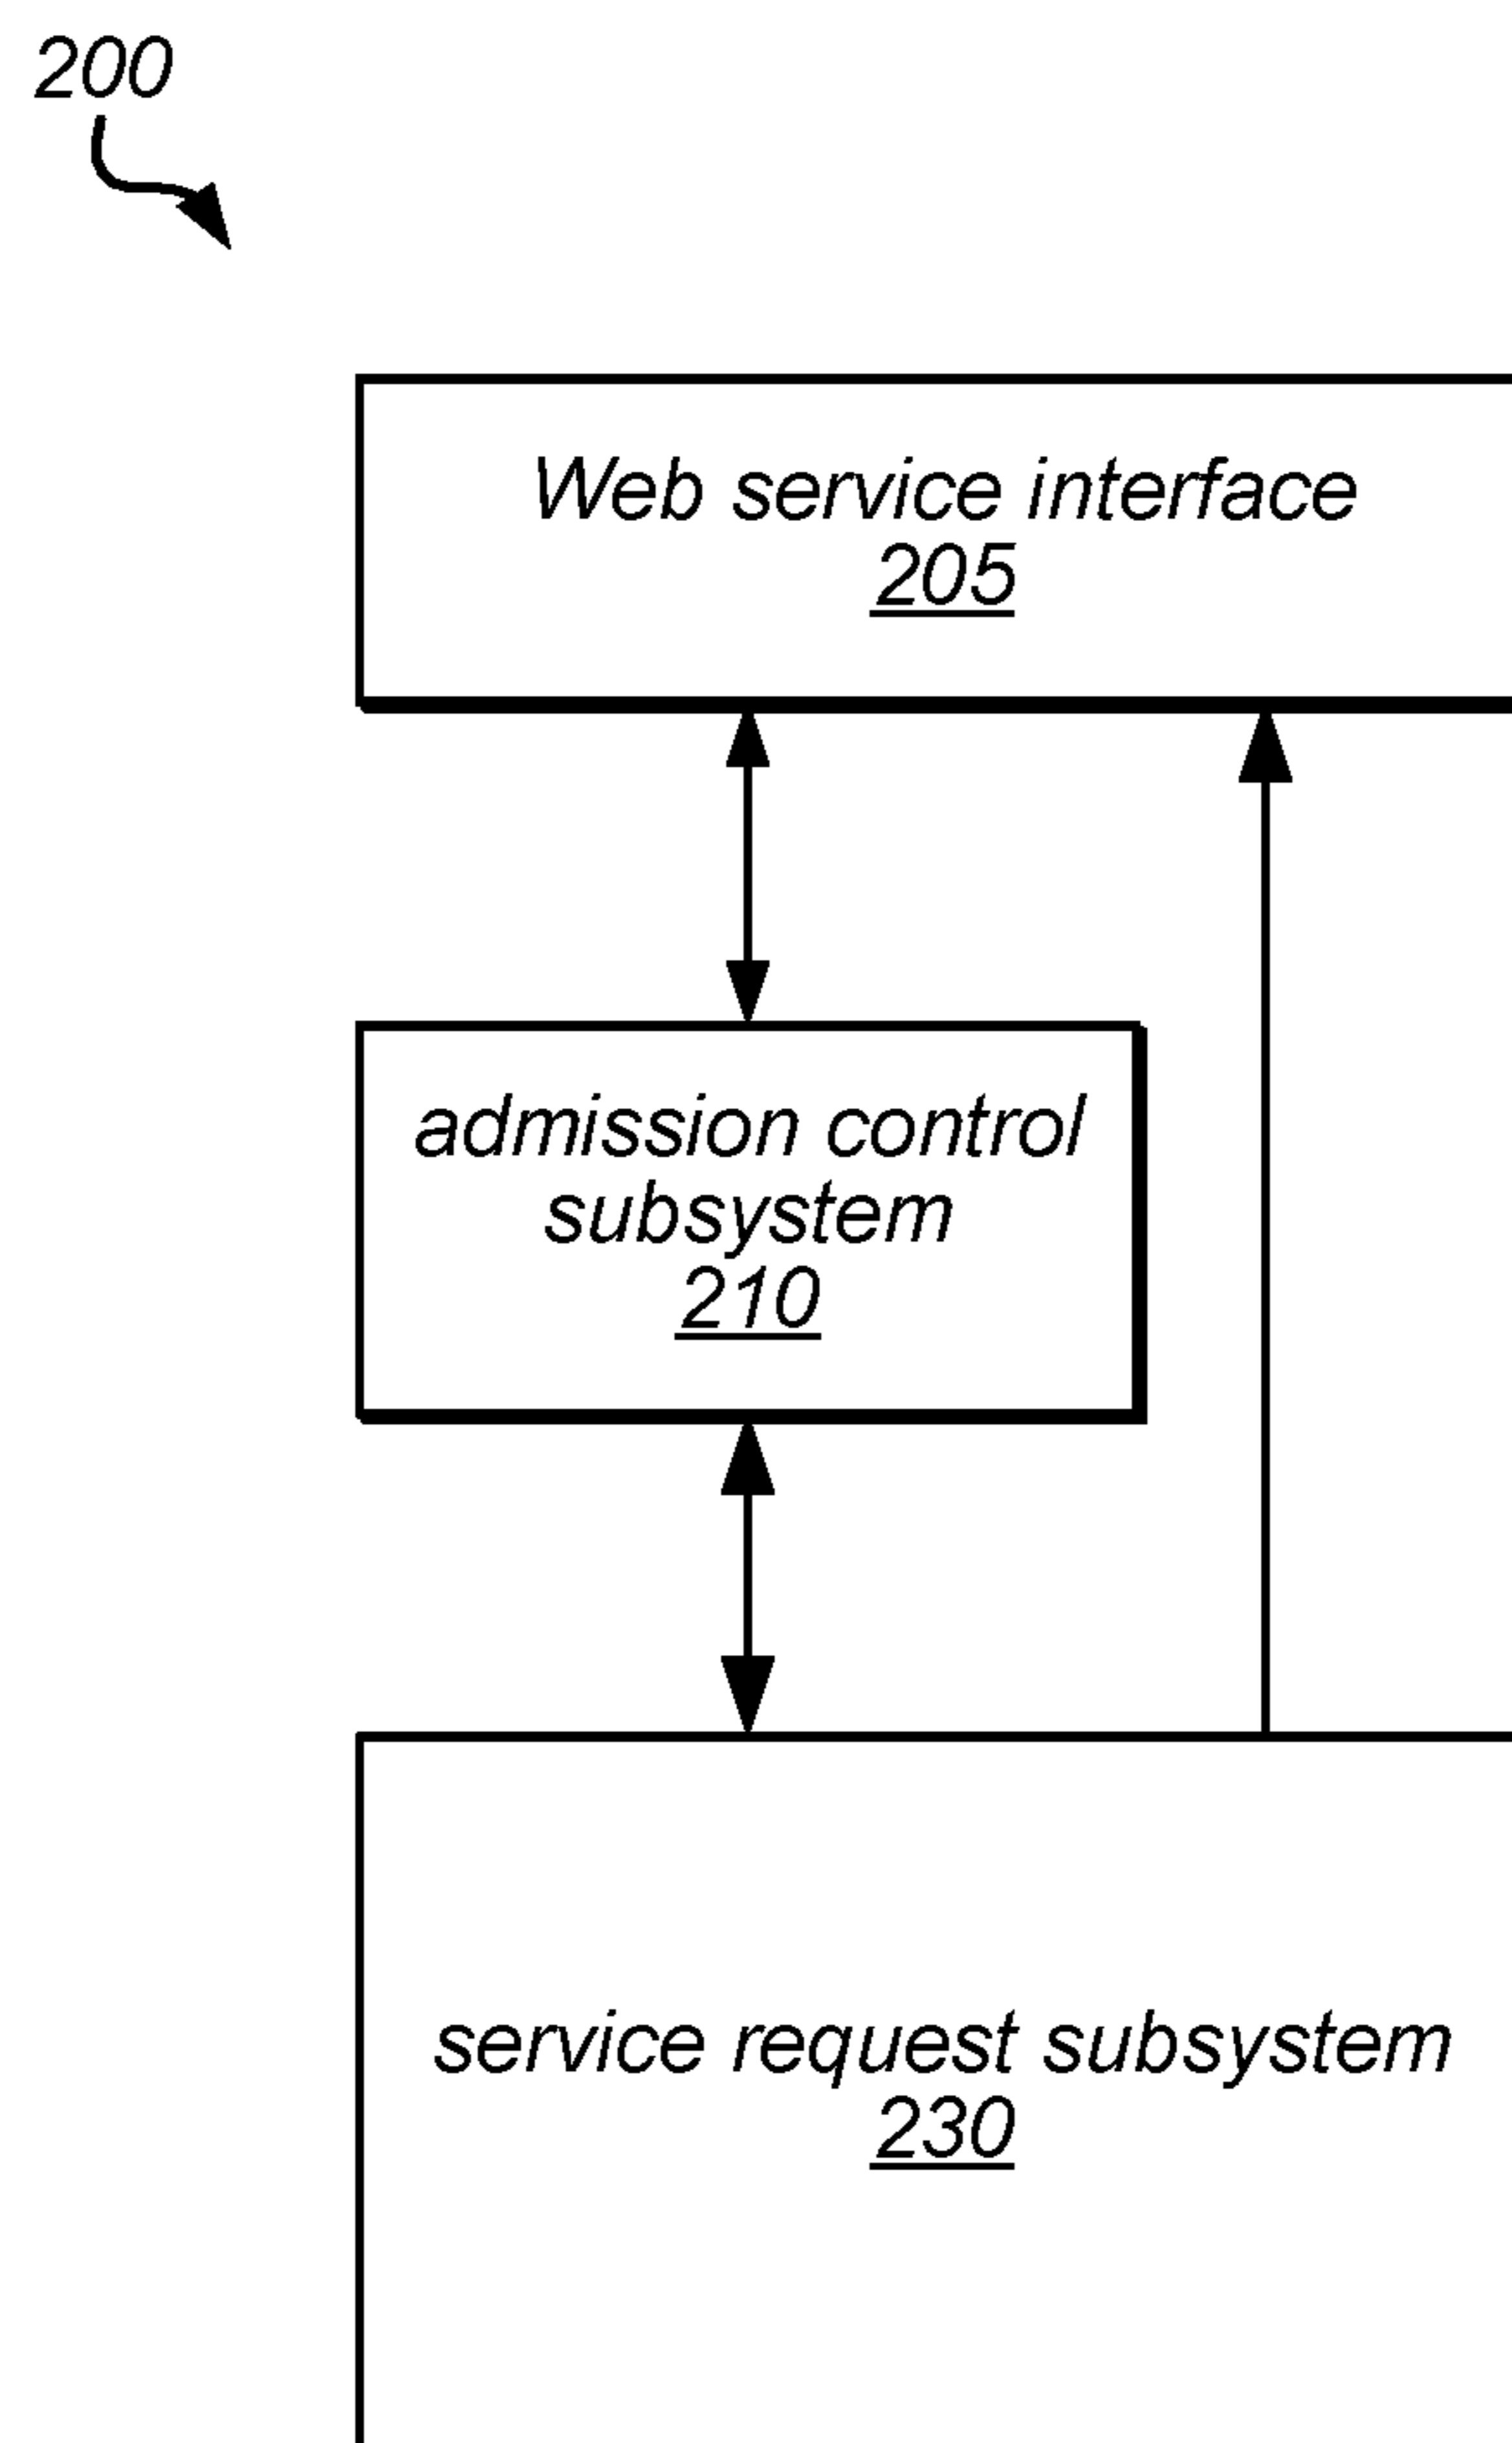 200
Web service interface
205
admission control
subsystem
210
service request subsystem
230